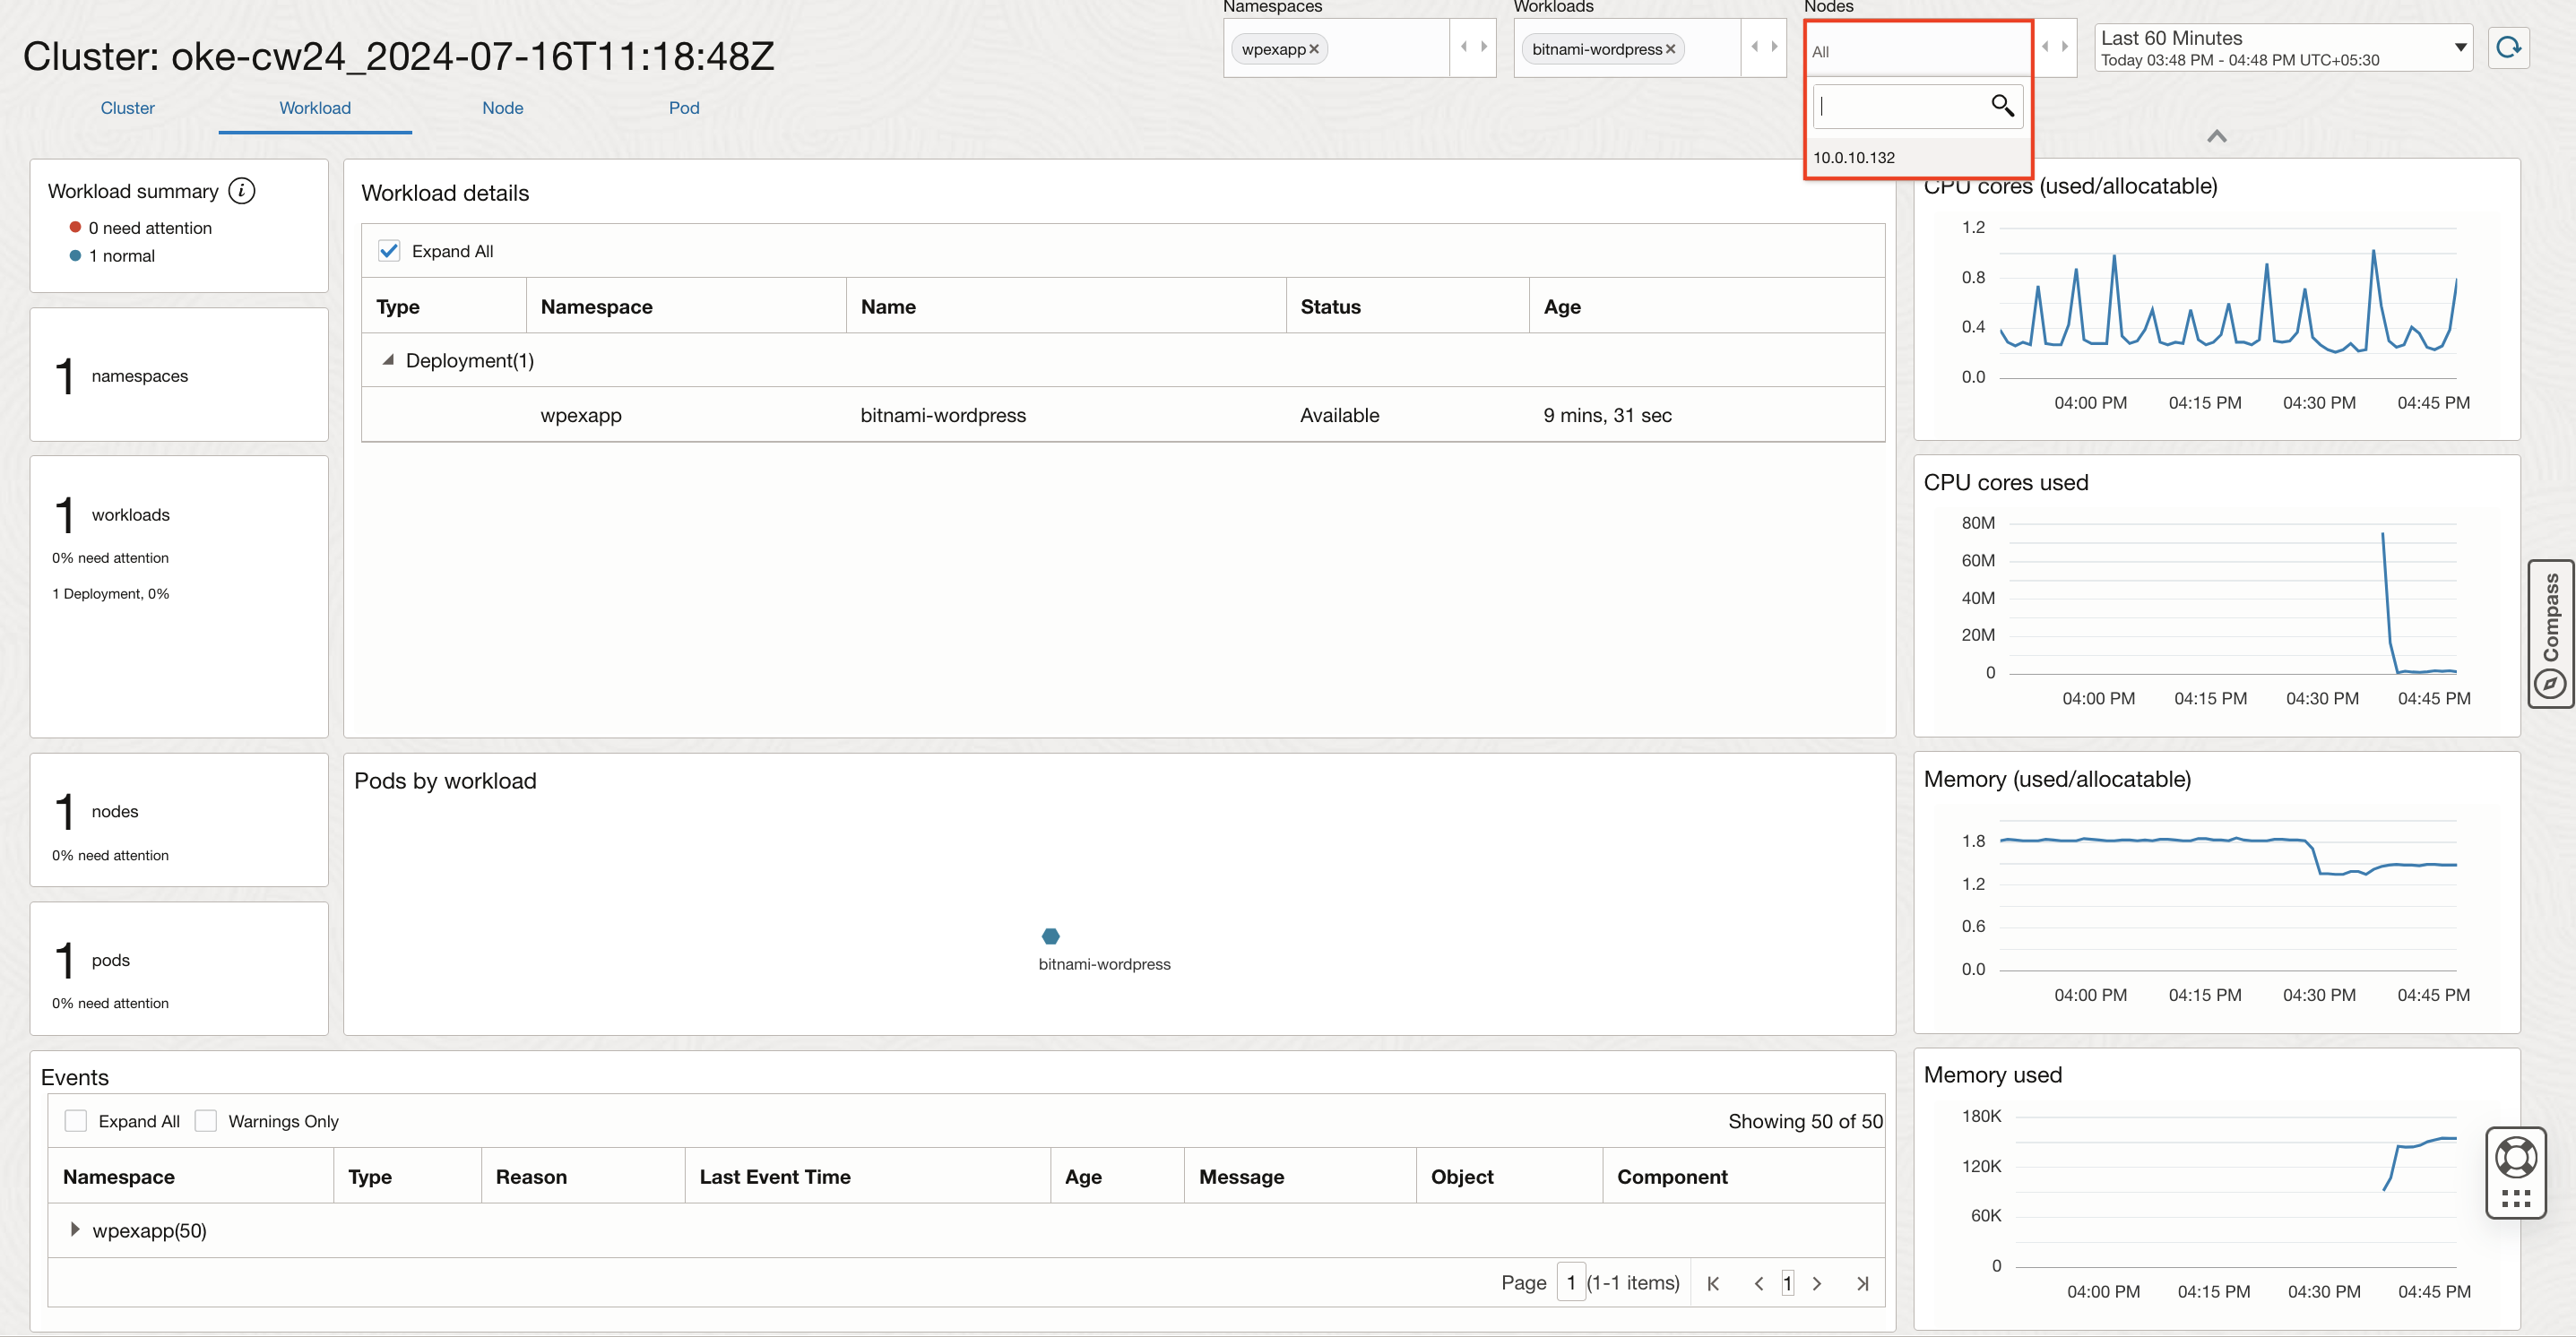 Namespaces
Workloads
Nodes
Cluster: oke-cw24_2024-07-16T11:18:48Z
wpexapp×
bitnami-wordpress×
All
Last 60 Minutes
Today 03:48 PM - 04:48 PM UTC+05:30
Cluster
Workload
Node
Pod
10.0.10.132
Workload summary i
0 need attention
1 normal
1 namespaces
1 workloads
0% need attention
1 Deployment, 0%
1 nodes
0% need attention
1 pods
0% need attention
Workload details
Expand All
Type Namespace Name Status Age
Deployment(1)
wpexapp bitnami-wordpress Available 9 mins, 31 sec
Pods by workload
bitnami-wordpress
Events
Expand All Warnings Only Showing 50 of 50
Namespace Type Reason Last Event Time Age Message Object Component
wpexapp(50)
Page 1 (1-1 items) 1
CPU cores (used/allocatable)
1.2
0.8
0.4
0.0
04:00 PM 04:15 PM 04:30 PM 04:45 PM
CPU cores used
80M
60M
40M
20M
0
04:00 PM 04:15 PM 04:30 PM 04:45 PM
Memory (used/allocatable)
1.8
1.2
0.6
0.0
04:00 PM 04:15 PM 04:30 PM 04:45 PM
Memory used
180K
120K
60K
0
04:00 PM 04:15 PM 04:30 PM 04:45 PM
Compass